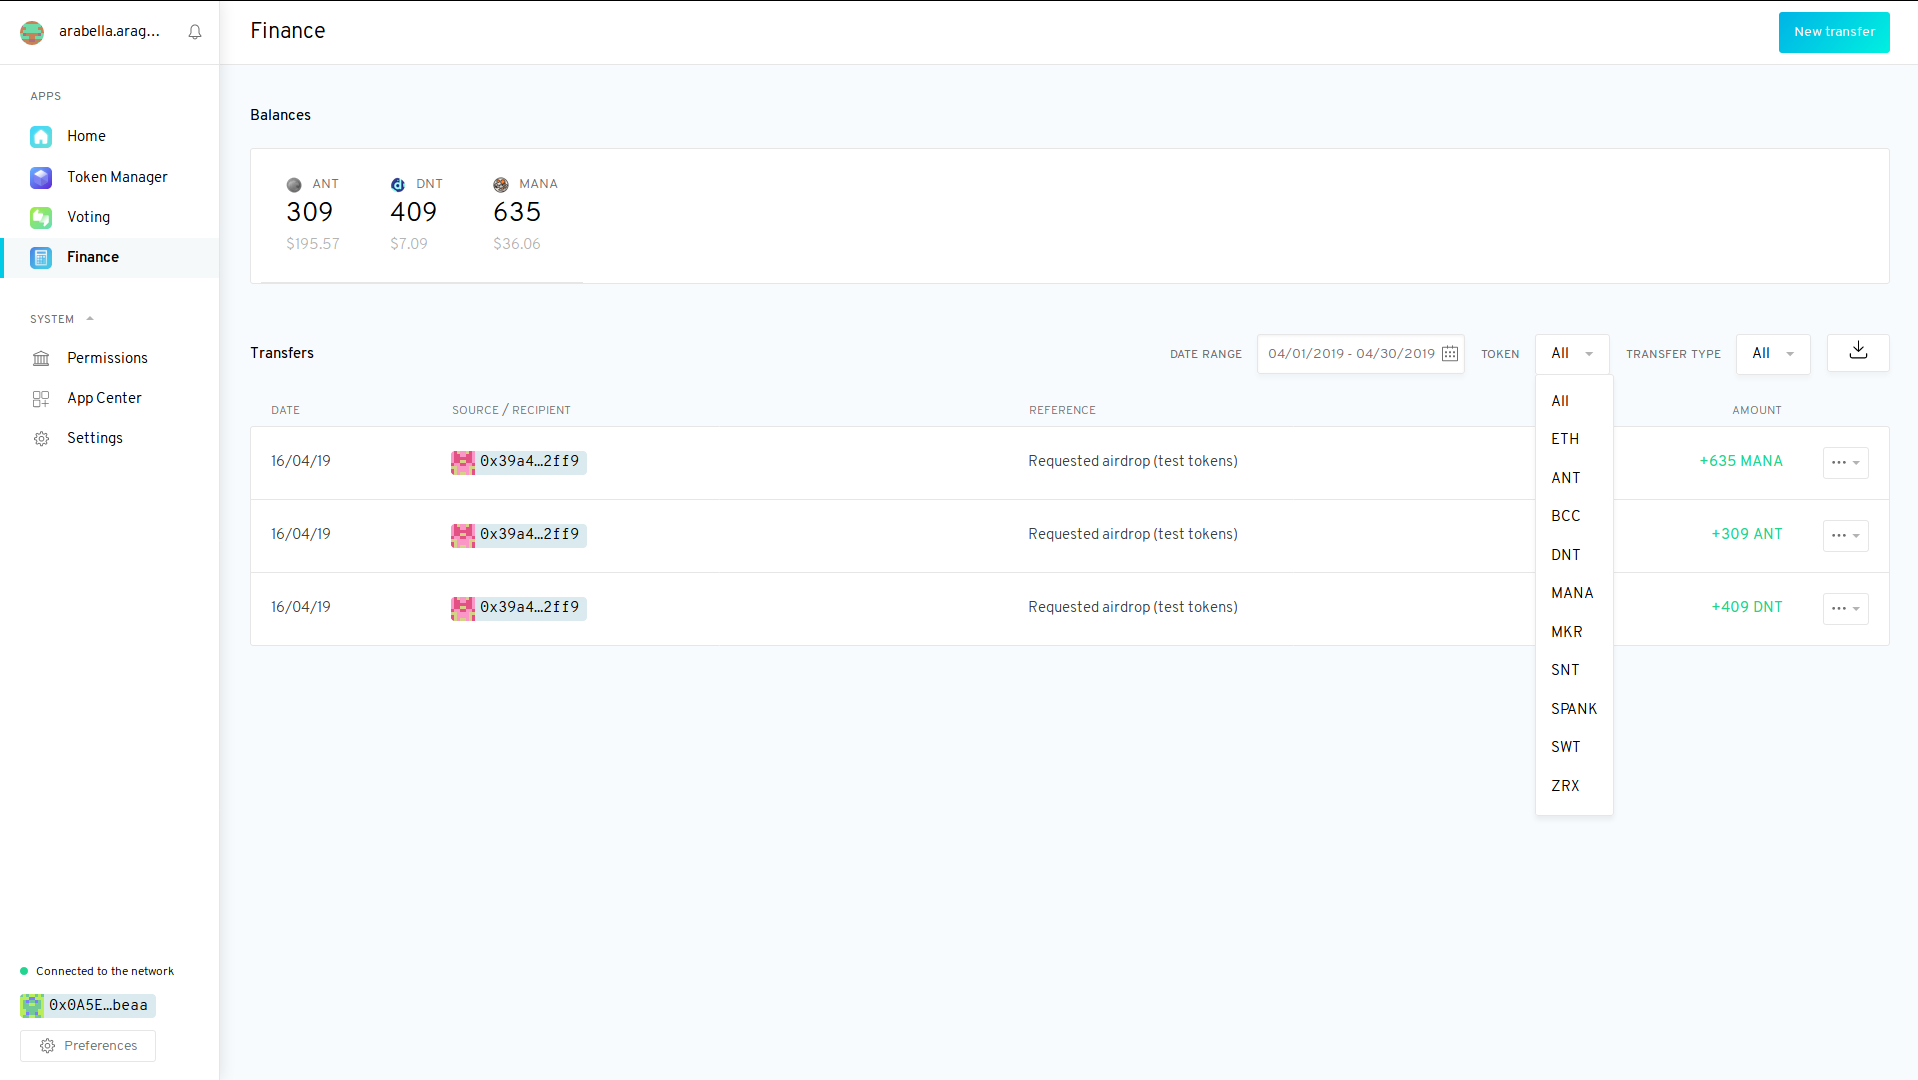 arabella.arag...
Finance
New transfer
APPS
Home
Token Manager
Voting
Finance
SYSTEM
Permissions
App Center
Settings
Connected to the network
0x0A5E…beaa
Preferences
Balances
ANT DNT MANA
309 409 635
$195.57 $7.09 $36.06
Transfers DATE RANGE 04/01/2019 - 04/30/2019 TOKEN All TRANSFER TYPE All
DATE SOURCE / RECIPIENT REFERENCE AMOUNT
16/04/19 0x39a4…2ff9 Requested airdrop (test tokens) +635 MANA
16/04/19 0x39a4…2ff9 Requested airdrop (test tokens) +309 ANT
16/04/19 0x39a4…2ff9 Requested airdrop (test tokens) +409 DNT
All
ETH
ANT
BCC
DNT
MANA
MKR
SNT
SPANK
SWT
ZRX